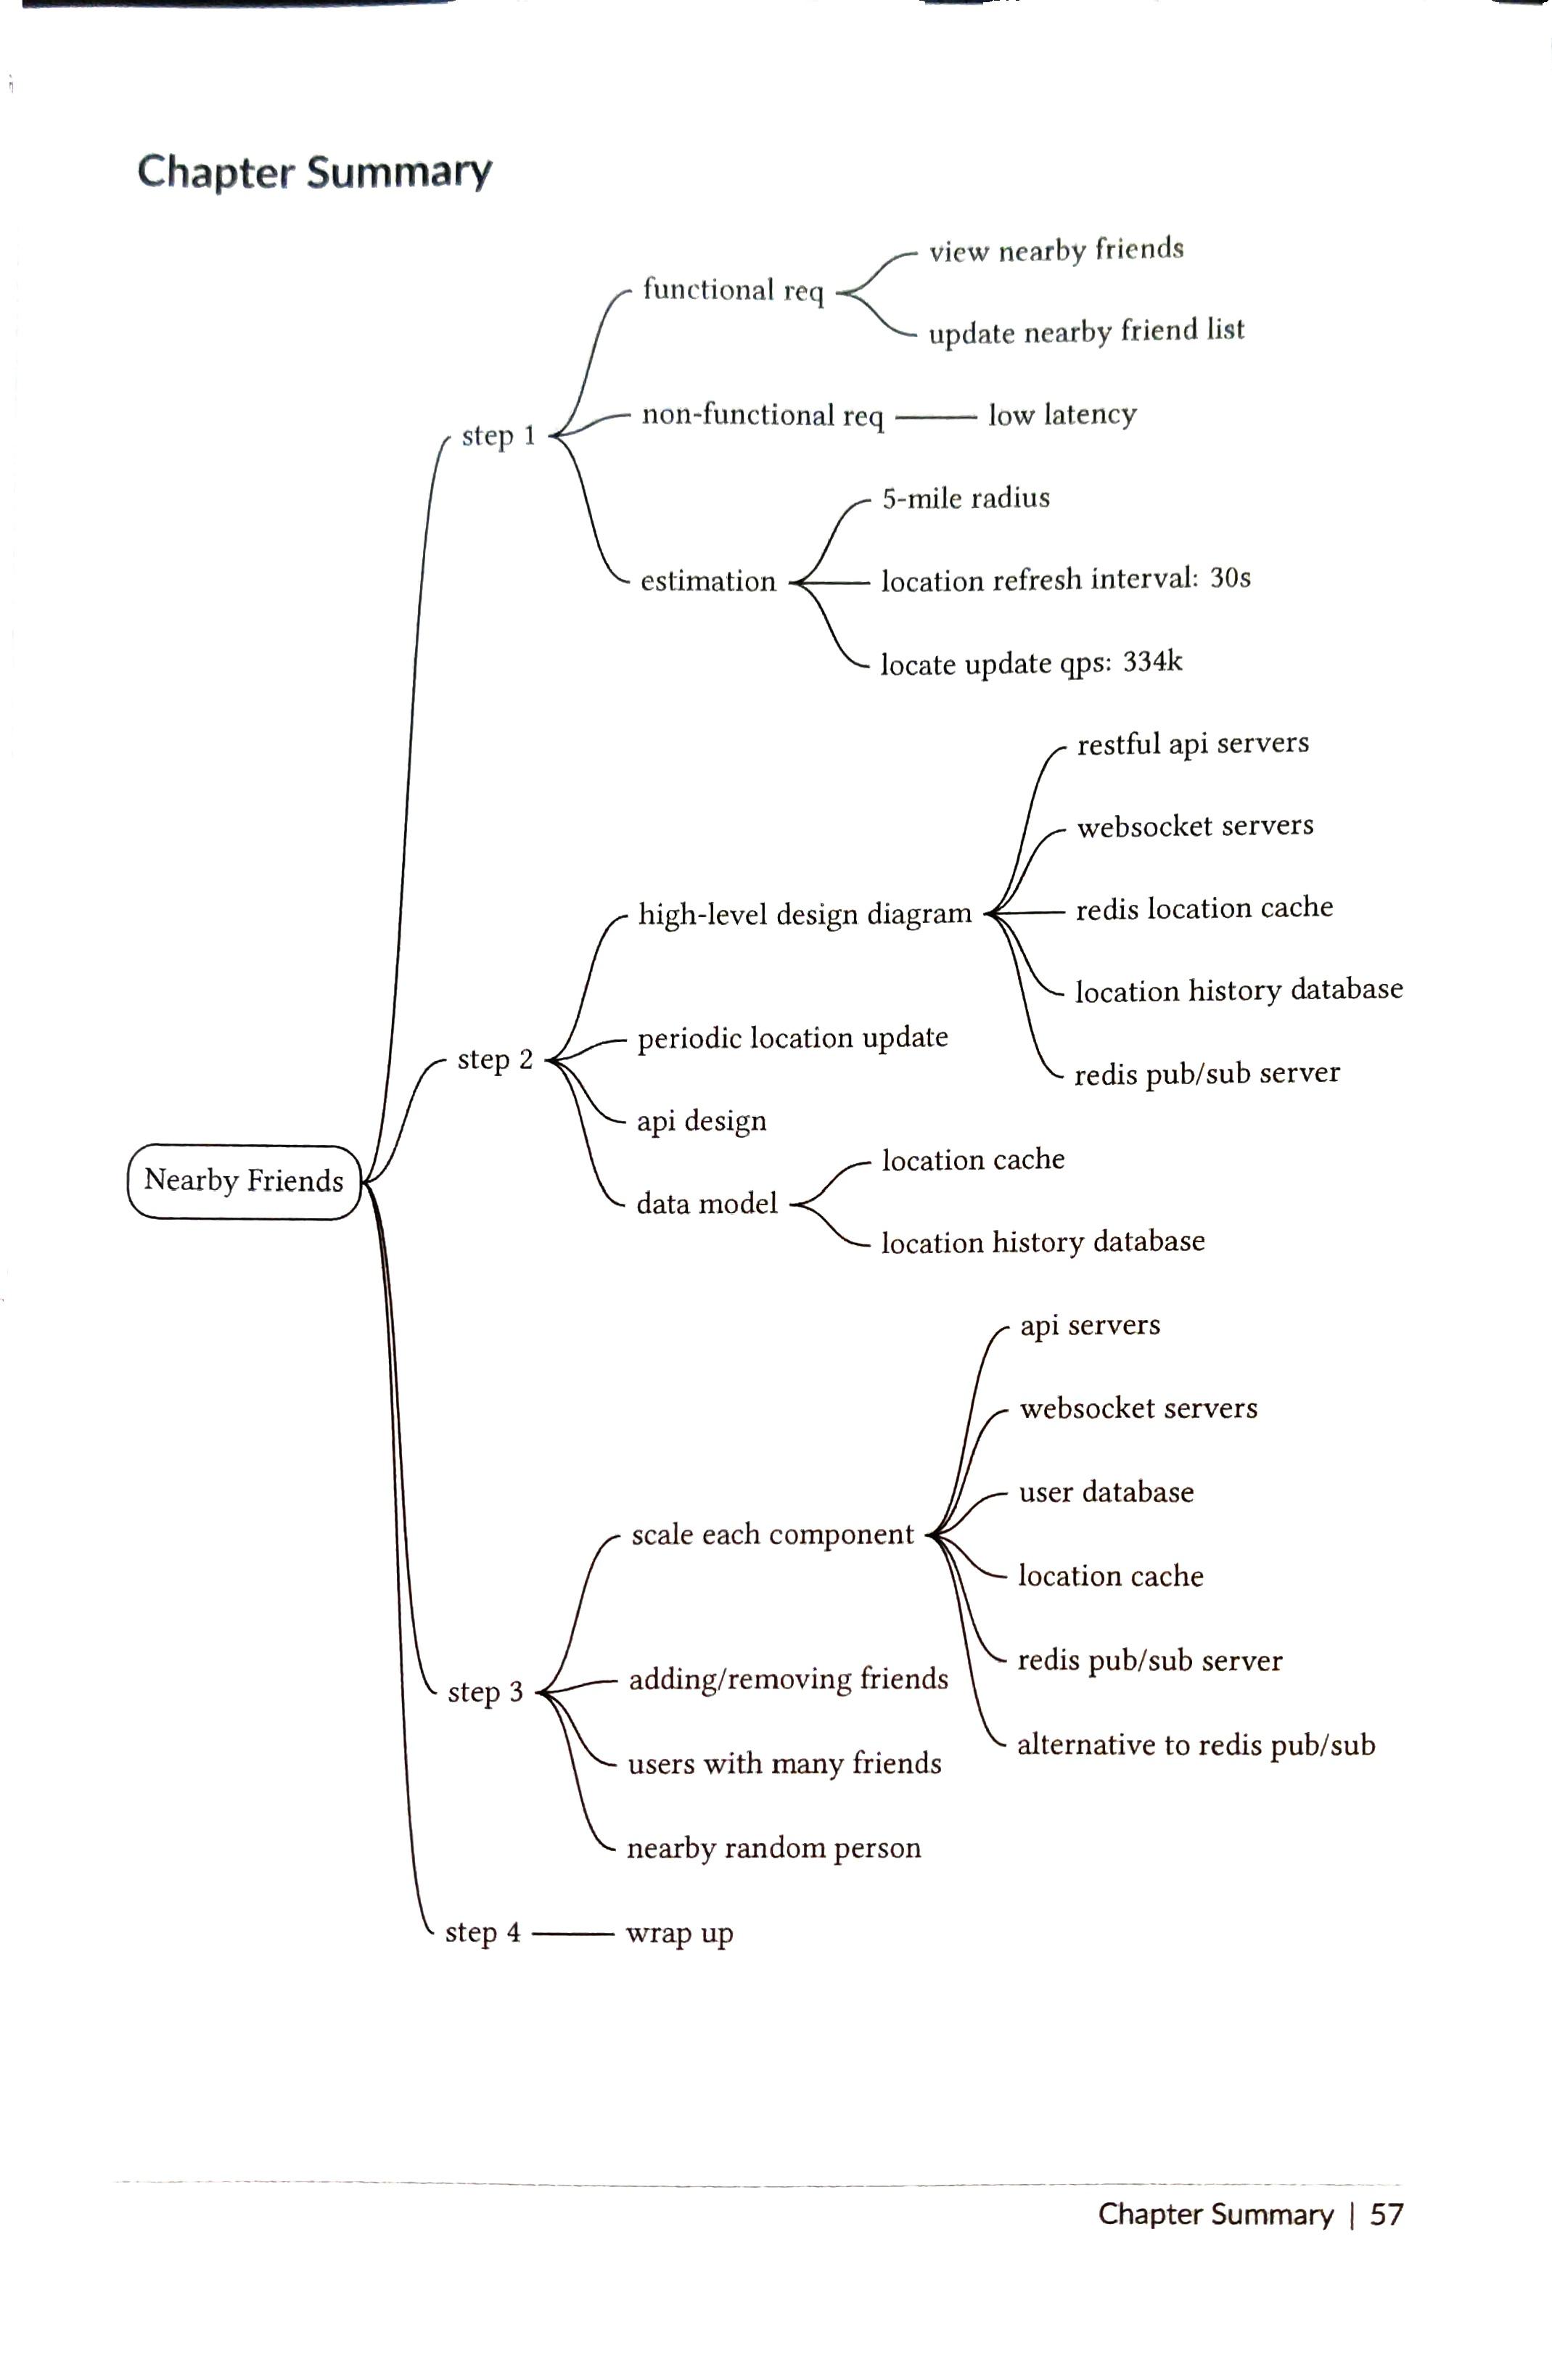 Chapter Summary
Nearby Friends
step 1
functional req
view nearby friends
update nearby friend list
non-functional req
low latency
estimation
5-mile radius
location refresh interval: 30s
locate update qps: 334k
step 2
high-level design diagram
restful api servers
websocket servers
redis location cache
location history database
redis pub/sub server
periodic location update
api design
data model
location cache
location history database
step 3
scale each component
api servers
websocket servers
user database
location cache
redis pub/sub server
alternative to redis pub/sub
adding/removing friends
users with many friends
nearby random person
step 4
wrap up
Chapter Summary | 57